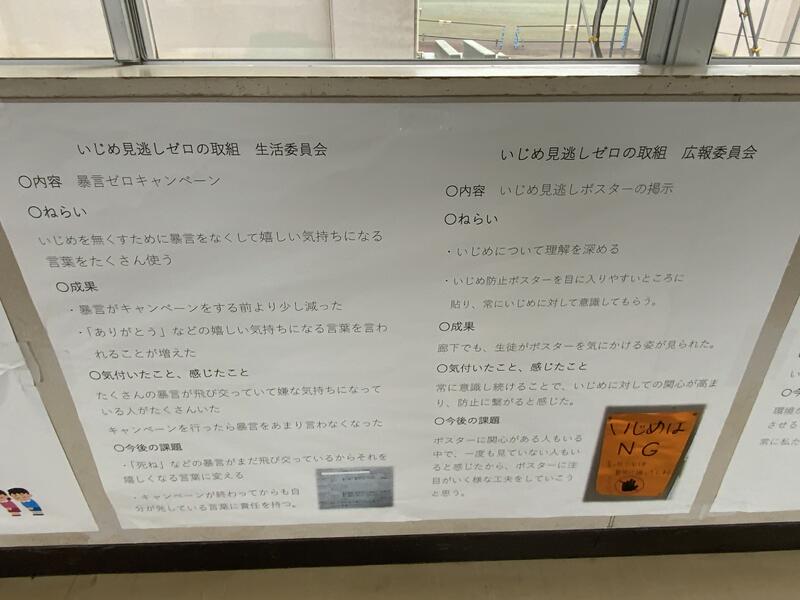 いじめ見逃しゼロの取組　生活委員会
〇内容　暴言ゼロキャンペーン
〇ねらい
いじめを無くすために暴言をなくして嬉しい気持ちになる
言葉をたくさん使う
〇成果
・暴言がキャンペーンをする前より少し減った
・「ありがとう」などの嬉しい気持ちになる言葉を言わ
れることが増えた
〇気付いたこと、感じたこと
たくさんの暴言が飛び交っていて嫌な気持ちになって
いる人がたくさんいた
キャンペーンを行ったら暴言をあまり言わなくなった
〇今後の課題
・「死ね」などの暴言がまだ飛び交っているからそれを
嬉しくなる言葉に変える
・キャンペーンが終わってからも自
分が発している言葉に責任を持つ。
いじめ見逃しゼロの取組　広報委員会
〇内容　いじめ見逃しポスターの掲示
〇ねらい
・いじめについて理解を深める
・いじめ防止ポスターを目に入りやすいところに
貼り、常にいじめに対して意識してもらう。
〇成果
廊下でも、生徒がポスターを気にかける姿が見られた。
〇気付いたこと、感じたこと
常に意識し続けることで、いじめに対しての関心が高ま
り、防止に繋がると感じた。
〇今後の課題
ポスターに関心がある人もいる
中で、一度も見ていない人もい
ると感じたから、ポスターに注
目がいく様な工夫をしていこう
と思う。
いじめは
NG
〇今
環境
させる
常に私た